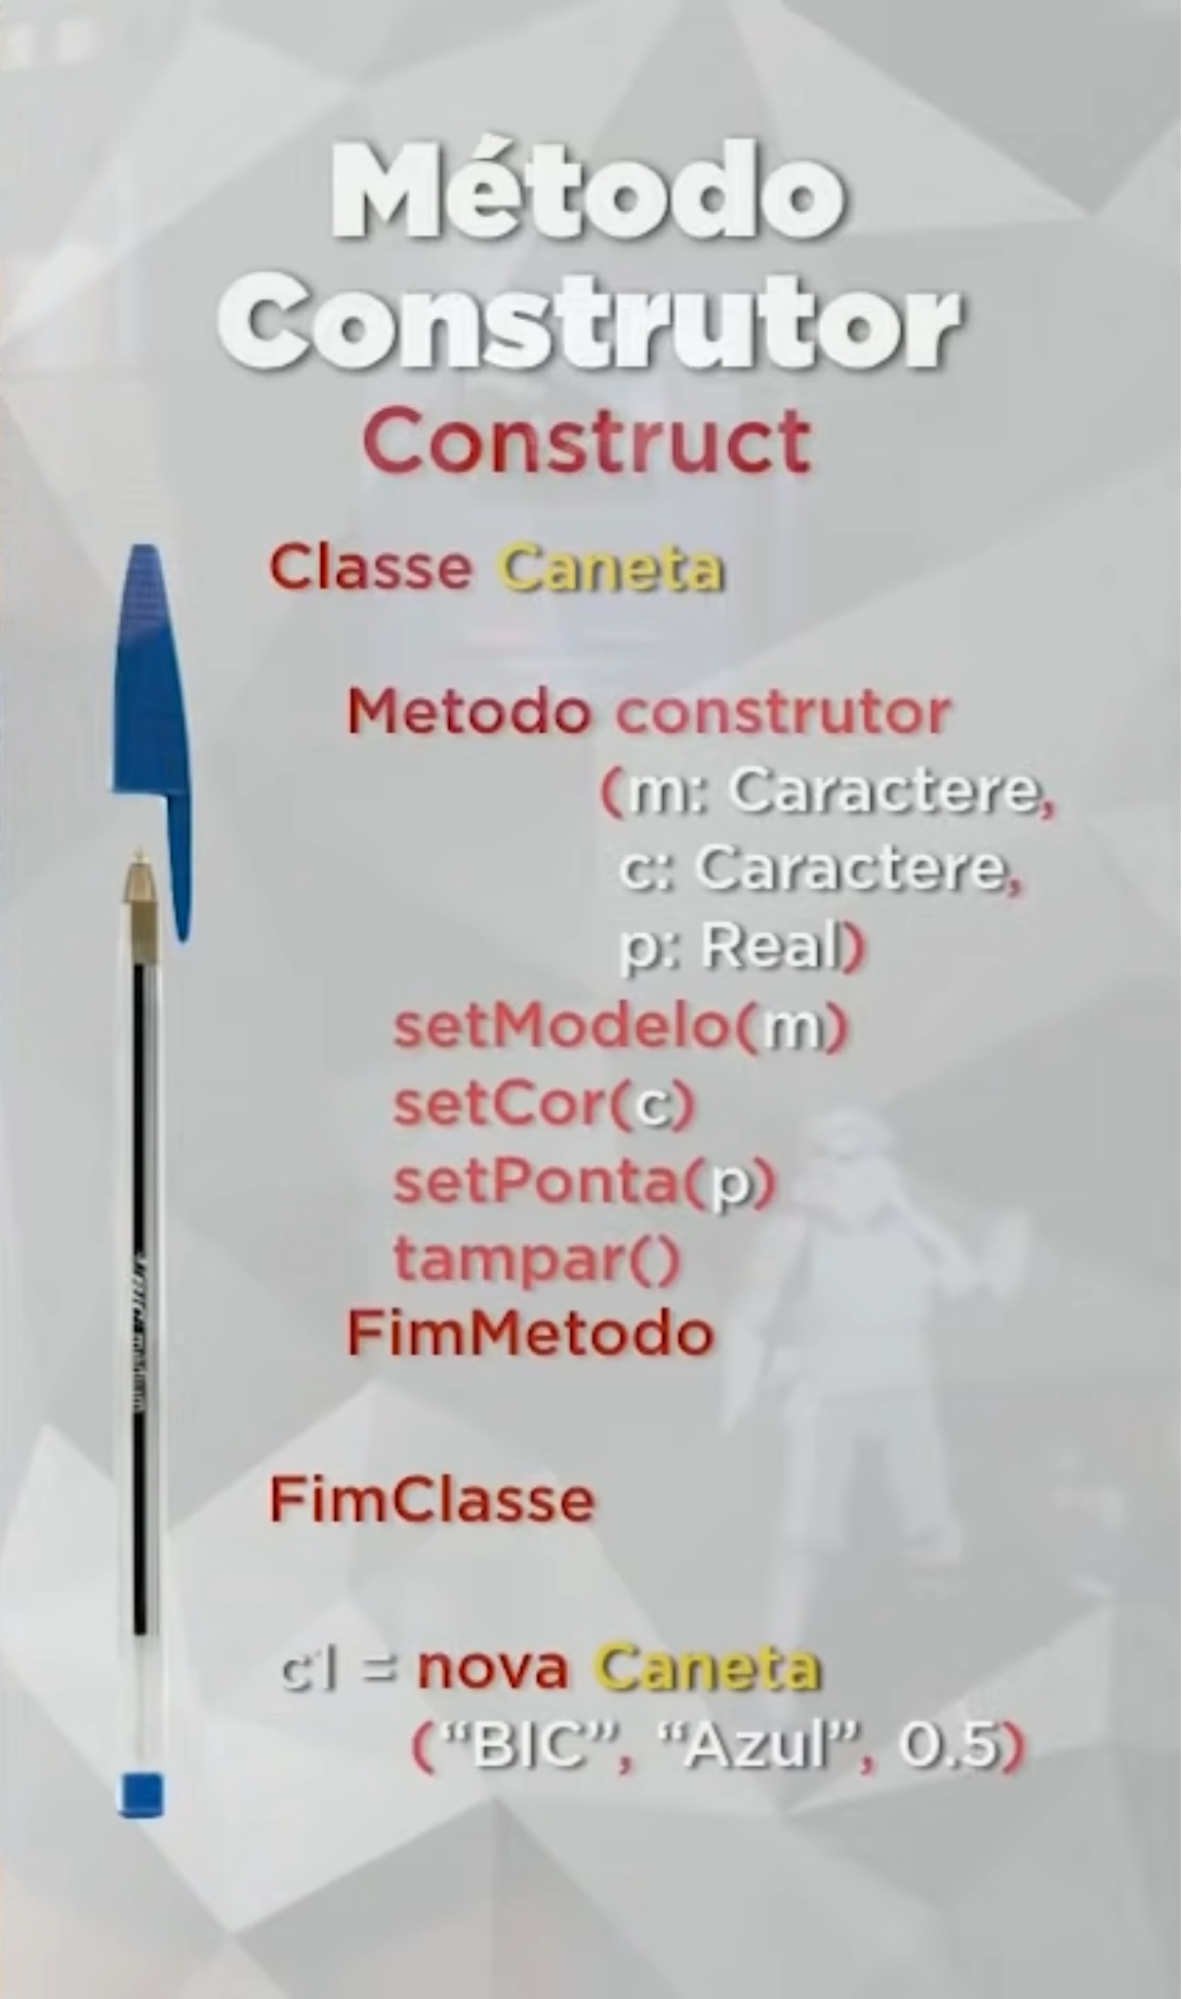 Método
Construtor
Construct
Classe Caneta
Metodo construtor
(m: Caractere,
c: Caractere,
p: Real)
setModelo(m)
setCor(c)
setPonta(p)
tampar()
FimMetodo
FimClasse
c1 = nova Caneta
(“BIC”, “Azul”, 0.5)